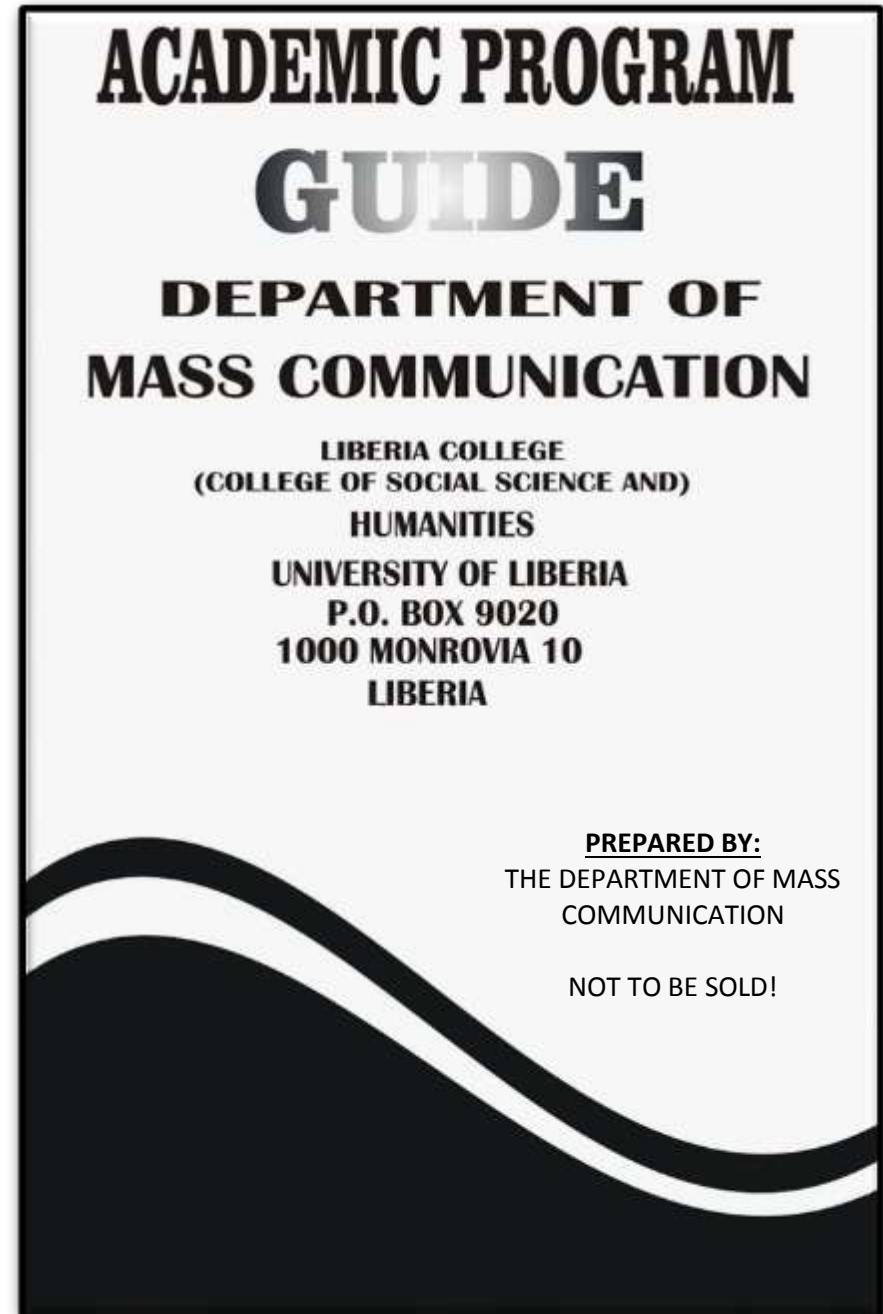 ACADEMIC PROGRAM
GUIDE
DEPARTMENT OF
MASS COMMUNICATION
LIBERIA COLLEGE
(COLLEGE OF SOCIAL SCIENCE AND)
HUMANITIES
UNIVERSITY OF LIBERIA
P.O. BOX 9020
1000 MONROVIA 10
LIBERIA
PREPARED BY:
THE DEPARTMENT OF MASS
COMMUNICATION
NOT TO BE SOLD!